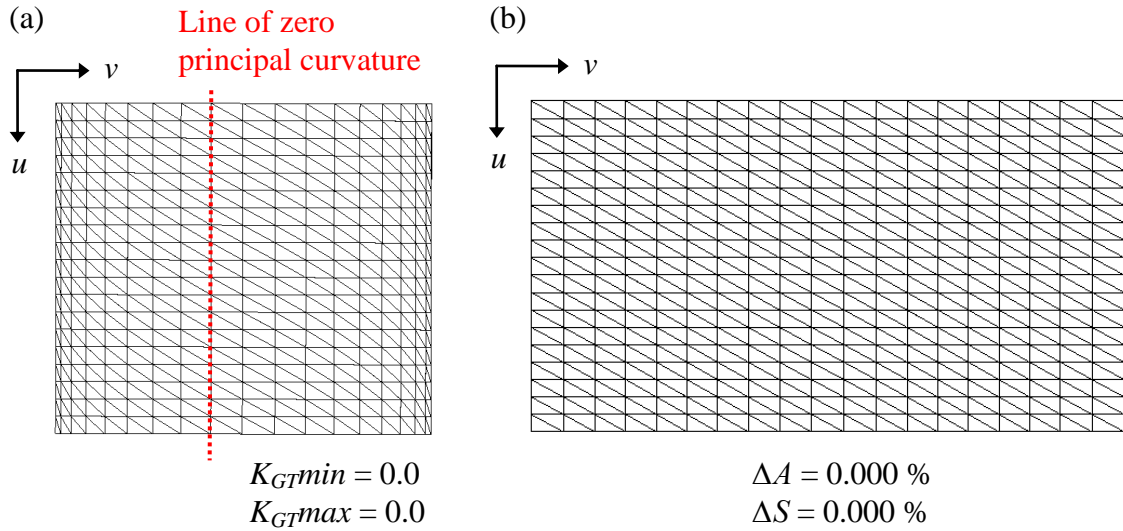 (a)
Line of zero
principal curvature
v
u
K_GTmin = 0.0
K_GTmax = 0.0
(b)
v
u
ΔA = 0.000 %
ΔS = 0.000 %